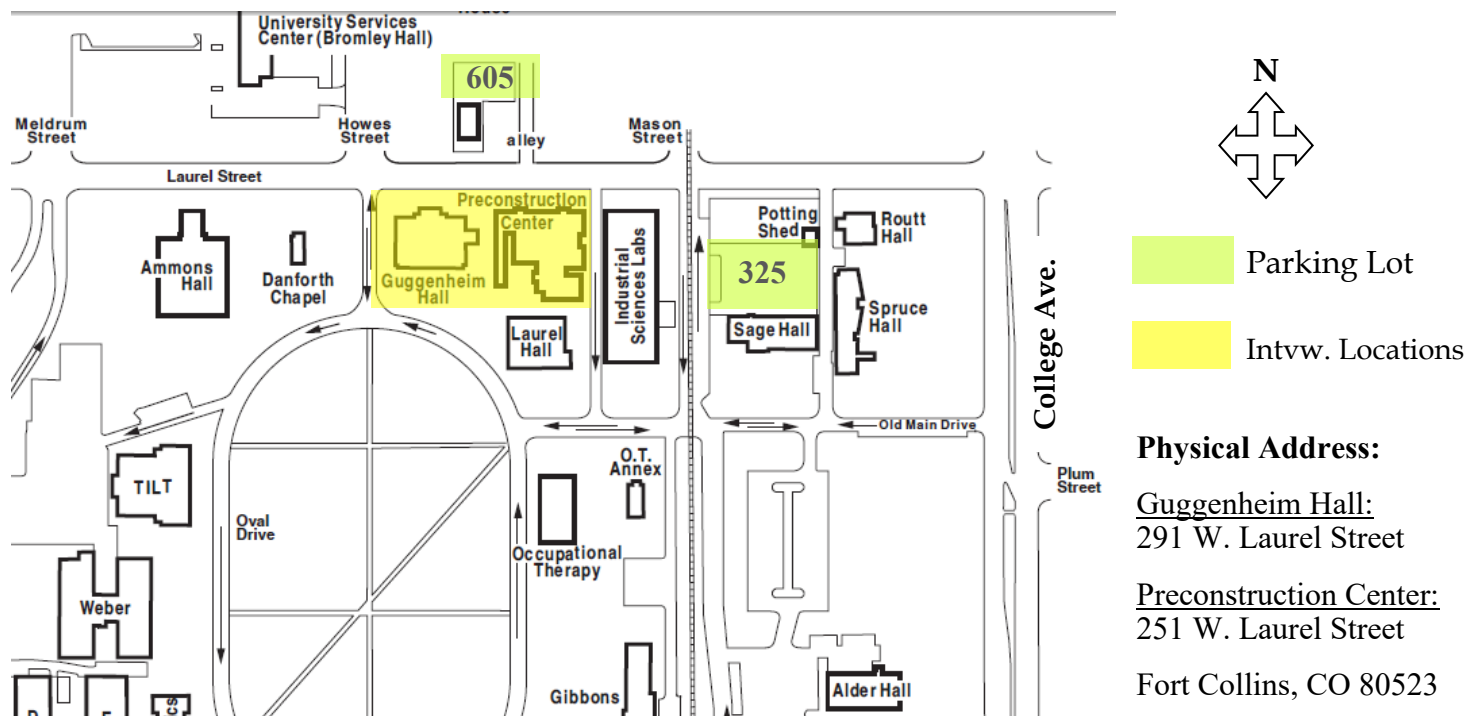 House
University Services
Center (Bromley Hall)
605
N
Meldrum
Street
Howes
Street
alley
Mason
Street
Laurel Street
Preconstruction
Center
Potting
Shed
Routt
Hall
Ammons
Hall
Danforth
Chapel
Guggenheim
Hall
Industrial
Sciences Labs
325
Parking Lot
Laurel
Hall
Sage Hall
Spruce
Hall
College Ave.
Intvw. Locations
Old Main Drive
Physical Address:
TILT
O.T.
Annex
Plum
Street
Oval
Drive
Guggenheim Hall:
291 W. Laurel Street
Occupational
Therapy
Weber
Preconstruction Center:
251 W. Laurel Street
Gibbons
Alder Hall
Fort Collins, CO 80523